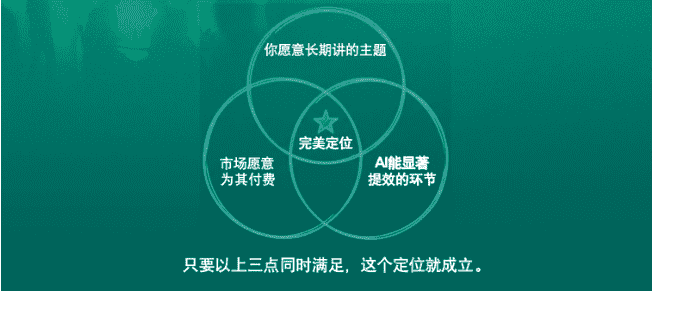 你愿意长期讲的主题
完美定位
市场愿意
为其付费
AI能显著
提效的环节
只要以上三点同时满足，这个定位就成立。